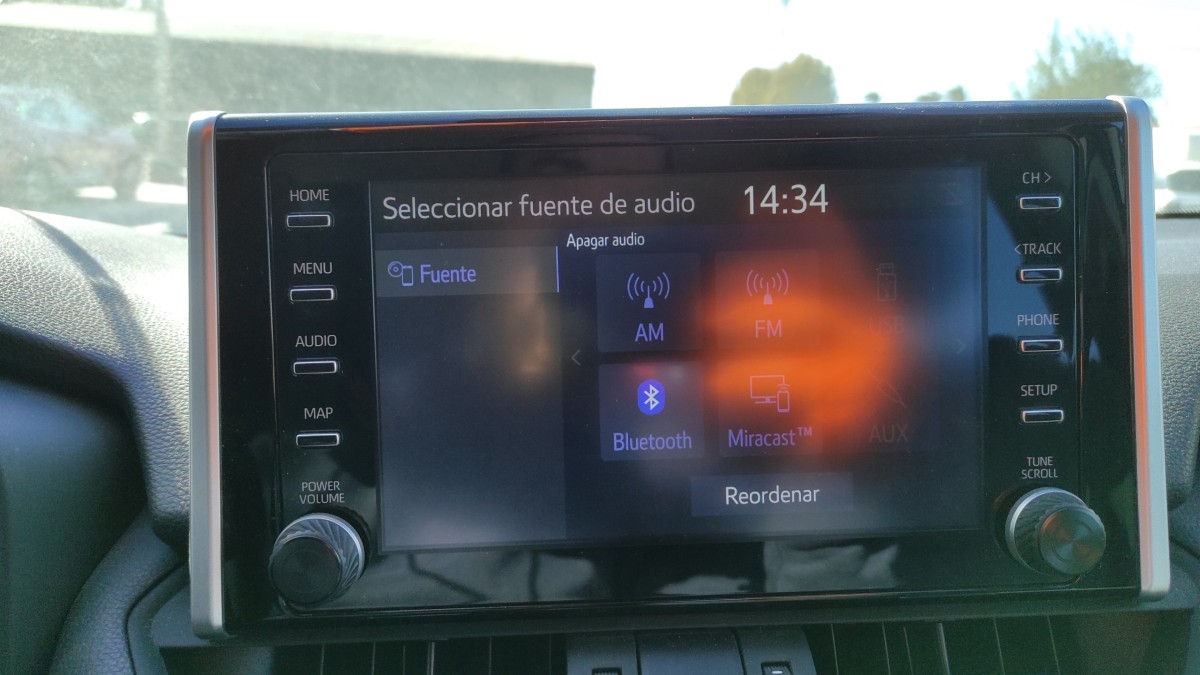 HOME
MENU
AUDIO
MAP
POWER
VOLUME
Seleccionar fuente de audio
14:34
Fuente
Apagar audio
AM
FM
USB
Bluetooth
Miracast™
AUX
Reordenar
CH >
< TRACK
PHONE
SETUP
TUNE
SCROLL